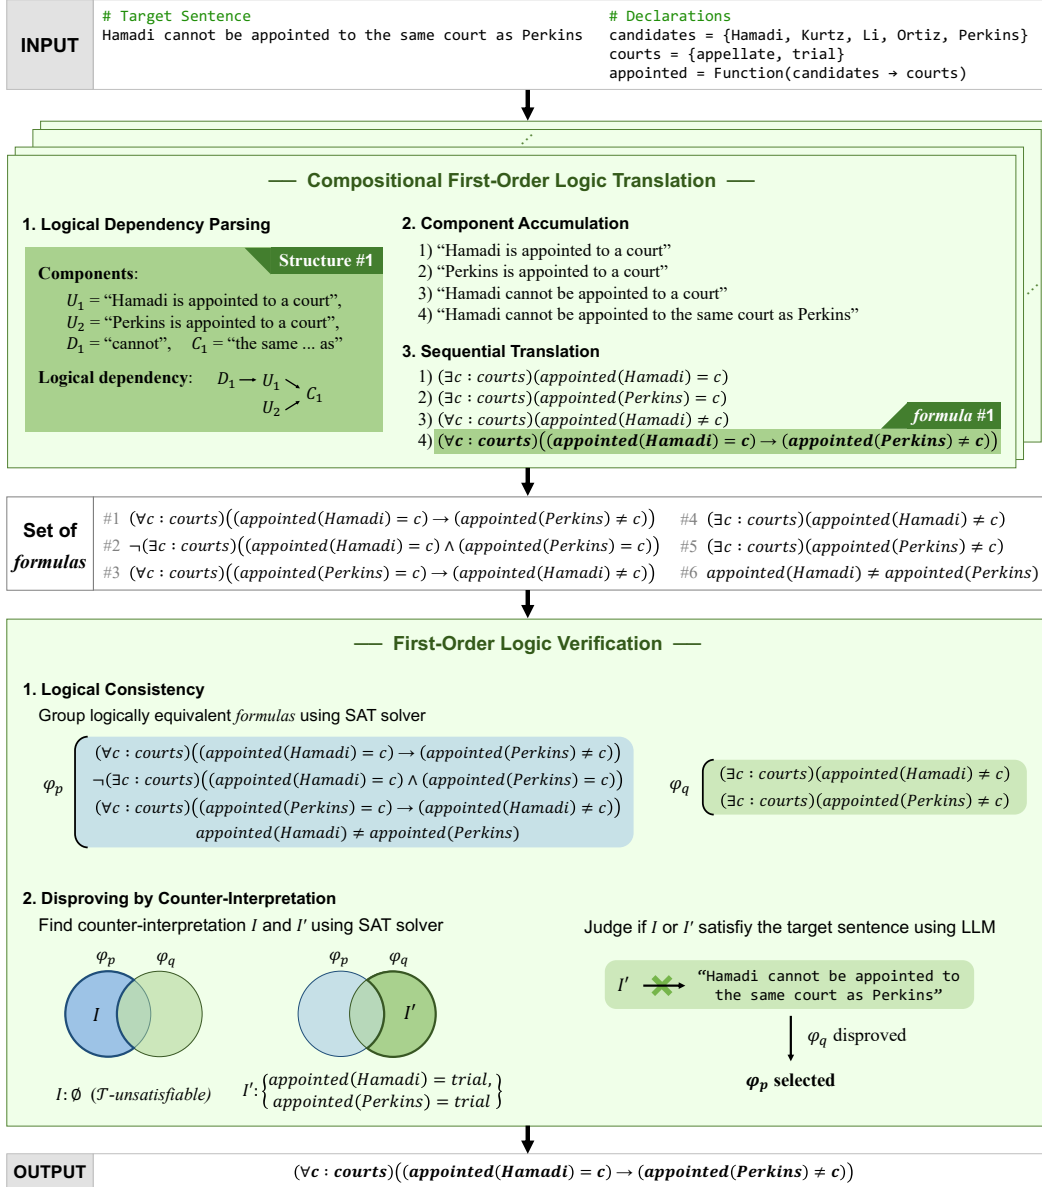 INPUT
# Target Sentence
Hamadi cannot be appointed to the same court as Perkins
# Declarations
candidates = {Hamadi, Kurtz, Li, Ortiz, Perkins}
courts = {appellate, trial}
appointed = Function(candidates → courts)
Compositional First-Order Logic Translation
1. Logical Dependency Parsing
Structure #1
Components:
U₁ = “Hamadi is appointed to a court”,
U₂ = “Perkins is appointed to a court”,
D₁ = “cannot”, C₁ = “the same ... as”
Logical dependency: D₁ → U₁ ↘ C₁
U₂ ↗
2. Component Accumulation
1) “Hamadi is appointed to a court”
2) “Perkins is appointed to a court”
3) “Hamadi cannot be appointed to a court”
4) “Hamadi cannot be appointed to the same court as Perkins”
3. Sequential Translation
1) (∃c : courts)(appointed(Hamadi) = c)
2) (∃c : courts)(appointed(Perkins) = c)
3) (∀c : courts)(appointed(Hamadi) ≠ c)
formula #1
4) (∀c : courts)((appointed(Hamadi) = c) → (appointed(Perkins) ≠ c))
Set of
formulas
#1 (∀c : courts)((appointed(Hamadi) = c) → (appointed(Perkins) ≠ c))
#2 ¬(∃c : courts)((appointed(Hamadi) = c) ∧ (appointed(Perkins) = c))
#3 (∀c : courts)((appointed(Perkins) = c) → (appointed(Hamadi) ≠ c))
#4 (∃c : courts)(appointed(Hamadi) ≠ c)
#5 (∃c : courts)(appointed(Perkins) ≠ c)
#6 appointed(Hamadi) ≠ appointed(Perkins)
First-Order Logic Verification
1. Logical Consistency
Group logically equivalent formulas using SAT solver
φp
(∀c : courts)((appointed(Hamadi) = c) → (appointed(Perkins) ≠ c))
¬(∃c : courts)((appointed(Hamadi) = c) ∧ (appointed(Perkins) = c))
(∀c : courts)((appointed(Perkins) = c) → (appointed(Hamadi) ≠ c))
appointed(Hamadi) ≠ appointed(Perkins)
φq
(∃c : courts)(appointed(Hamadi) ≠ c)
(∃c : courts)(appointed(Perkins) ≠ c)
2. Disproving by Counter-Interpretation
Find counter-interpretation I and I′ using SAT solver
φp φq
I
I: ∅ (𝒯-unsatisfiable)
φp φq
I′
I′: {appointed(Hamadi) = trial,
appointed(Perkins) = trial}
Judge if I or I′ satisfiy the target sentence using LLM
I′ → “Hamadi cannot be appointed to
the same court as Perkins”
φq disproved
φp selected
OUTPUT
(∀c : courts)((appointed(Hamadi) = c) → (appointed(Perkins) ≠ c))